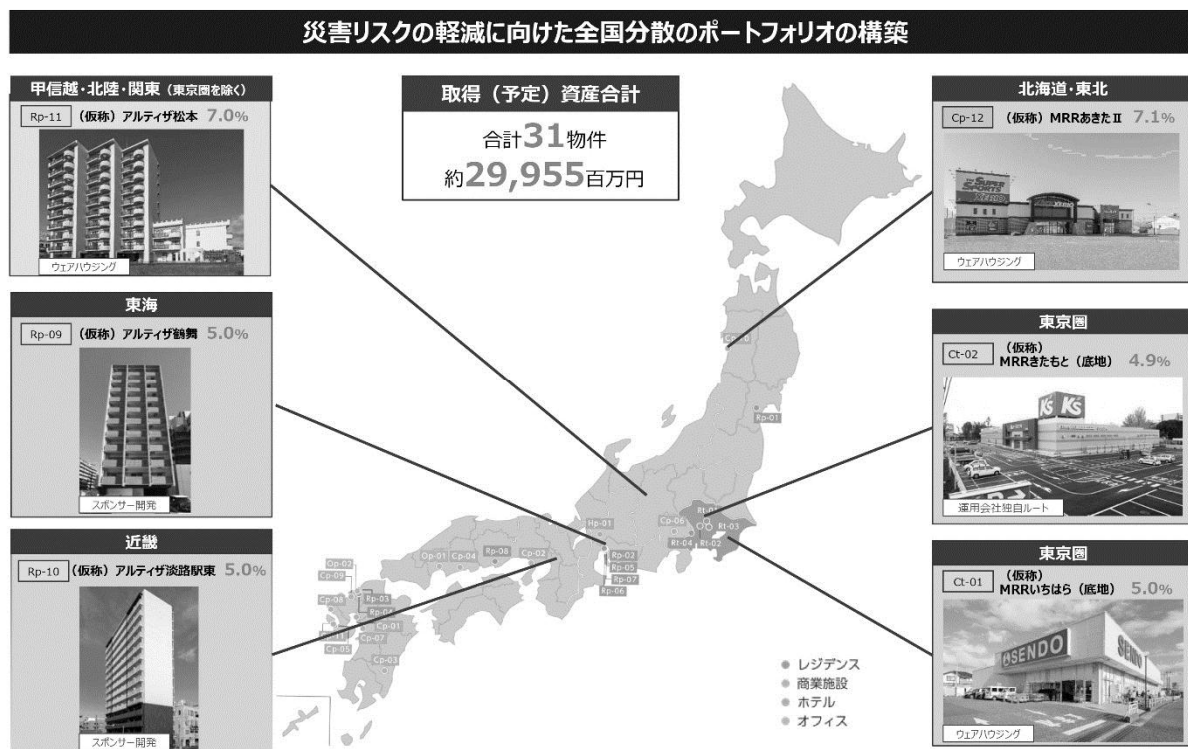 災害リスクの軽減に向けた全国分散のポートフォリオの構築
甲信越・北陸・関東（東京圏を除く）
Rp-11 （仮称）アルティザ松本 7.0%
ウェアハウジング
東海
Rp-09 （仮称）アルティザ鶴舞 5.0%
スポンサー開発
近畿
Rp-10 （仮称）アルティザ淡路駅東 5.0%
スポンサー開発
取得（予定）資産合計
合計31物件
約29,955百万円
北海道・東北
Cp-12 （仮称）MRRあきたⅡ 7.1%
SUPER
SPORTS
XEBIO
ウェアハウジング
東京圏
Ct-02 （仮称）
MRRきたもと（底地） 4.9%
K's K's
運用会社独自ルート
東京圏
Ct-01 （仮称）
MRRいちはら（底地） 5.0%
SENDO
ウェアハウジング
Rp-01
Rt-03
Rt-02
Rt-04
Cp-06
Hp-01
Rp-02
Rp-05
Rp-07
Rp-06
Cp-02
Rp-08
Cp-04
Op-01
Op-02
Cp-09
Cp-08
Rp-03
Cp-01
Cp-07
Cp-05
Cp-03
レジデンス
商業施設
ホテル
オフィス